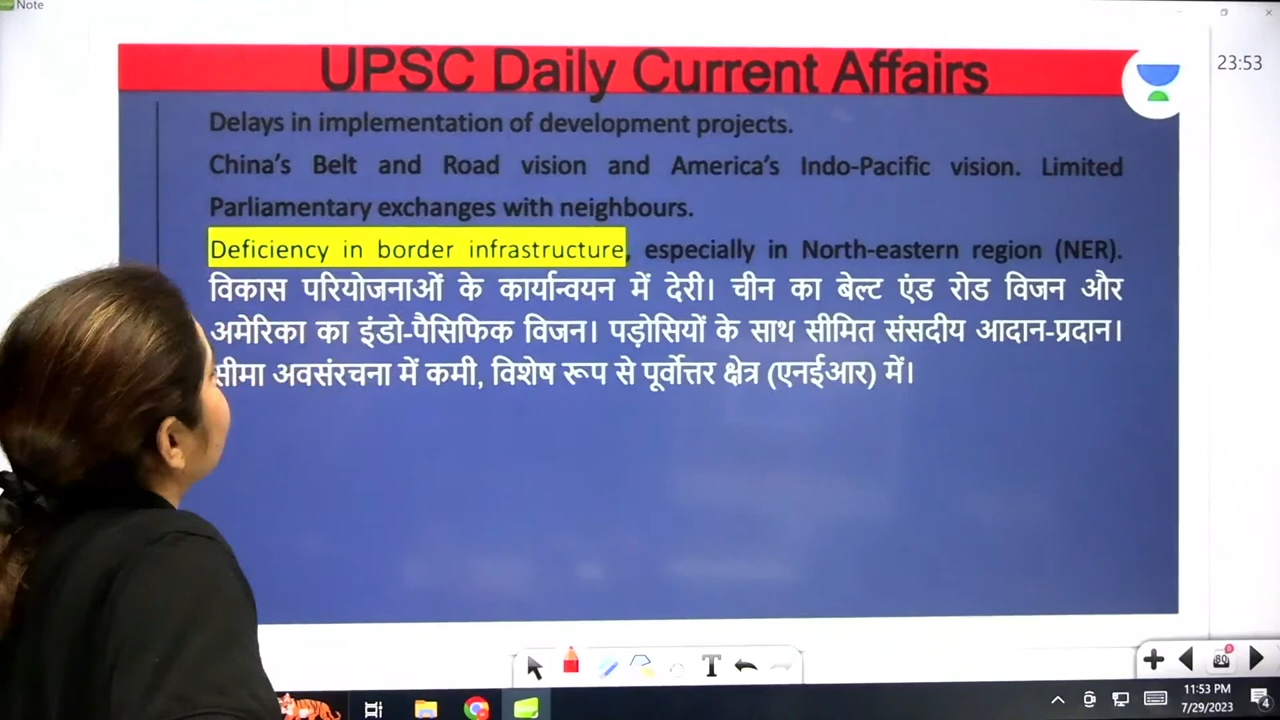 Note
UPSC Daily Current Affairs
23:53
Delays in implementation of development projects.
China's Belt and Road vision and America's Indo-Pacific vision. Limited
Parliamentary exchanges with neighbours.
Deficiency in border infrastructure, especially in North-eastern region (NER).
विकास परियोजनाओं के कार्यान्वयन में देरी। चीन का बेल्ट एंड रोड विजन और
अमेरिका का इंडो-पैसिफिक विजन। पड़ोसियों के साथ सीमित संसदीय आदान-प्रदान।
सीमा अवसंरचना में कमी, विशेष रूप से पूर्वोत्तर क्षेत्र (एनईआर) में।
T
80
11:53 PM
7/29/2023
4